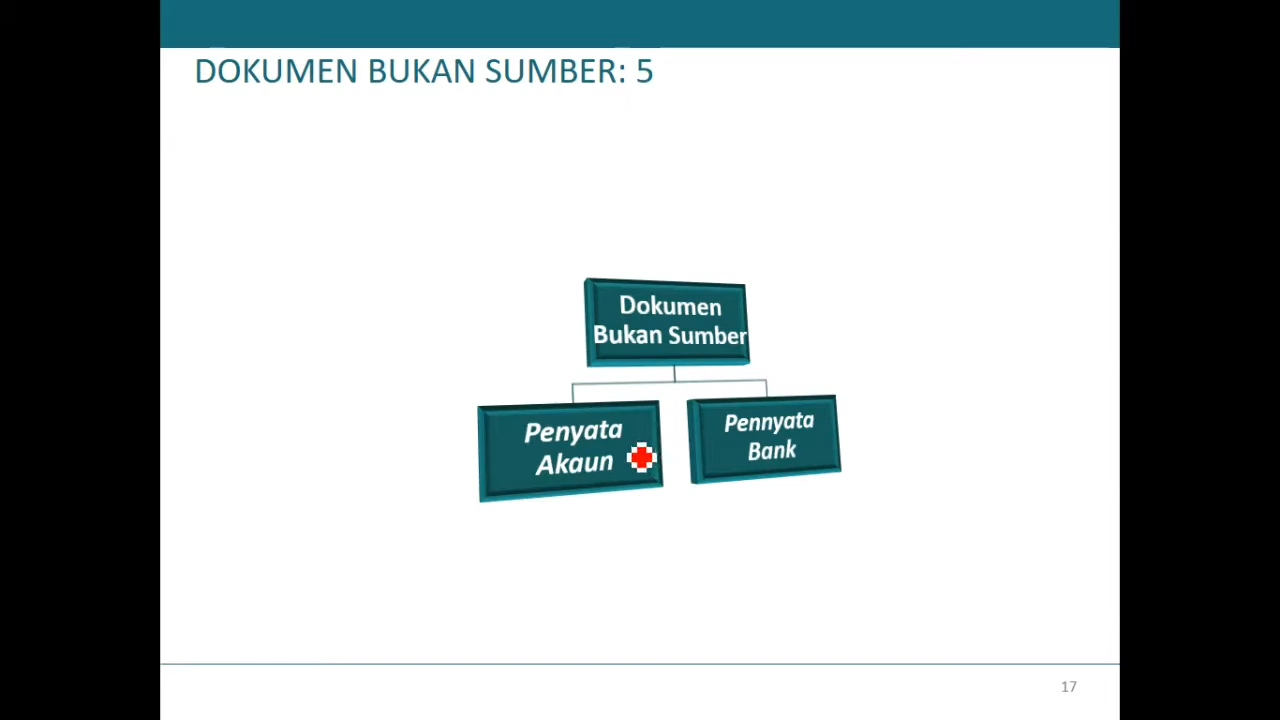 DOKUMEN BUKAN SUMBER: 5
Dokumen
Bukan Sumber
Penyata
Akaun
Pennyata
Bank
17